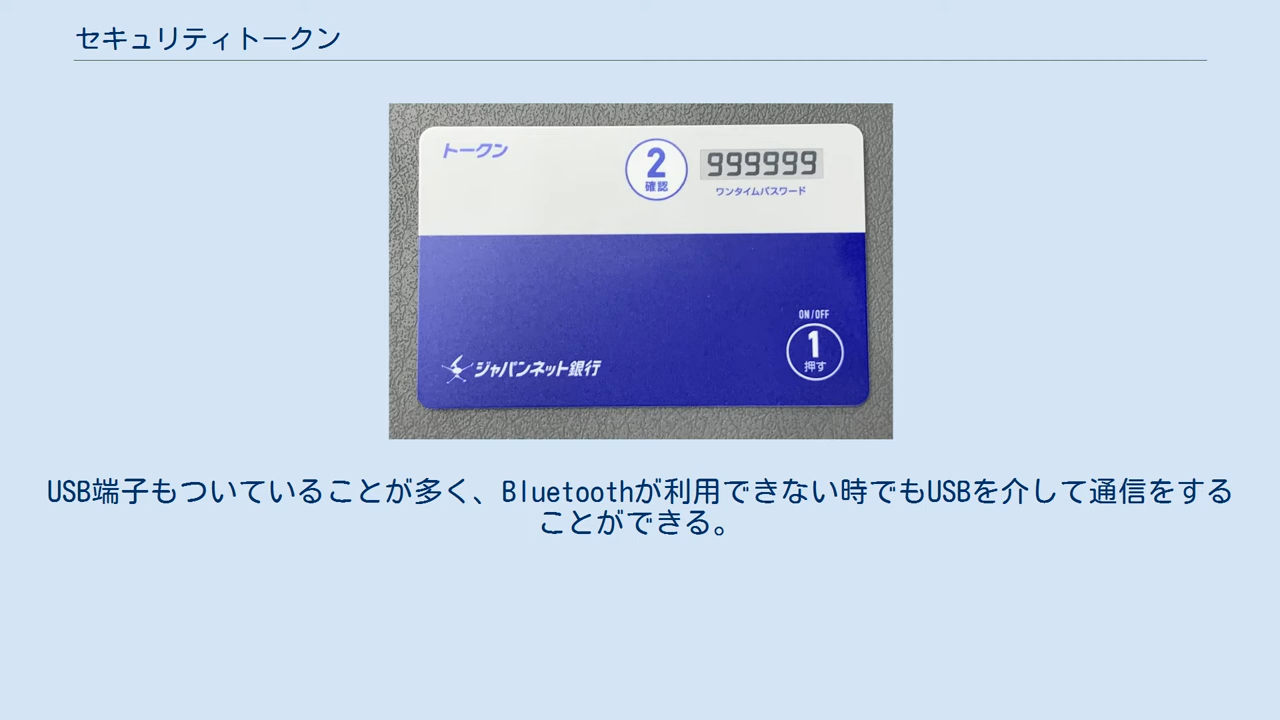 セキュリティトークン
トークン
2
確認
999999
ワンタイムパスワード
ON/OFF
1
押す
ジャパンネット銀行
USB端子もついていることが多く、Bluetoothが利用できない時でもUSBを介して通信をする
ことができる。